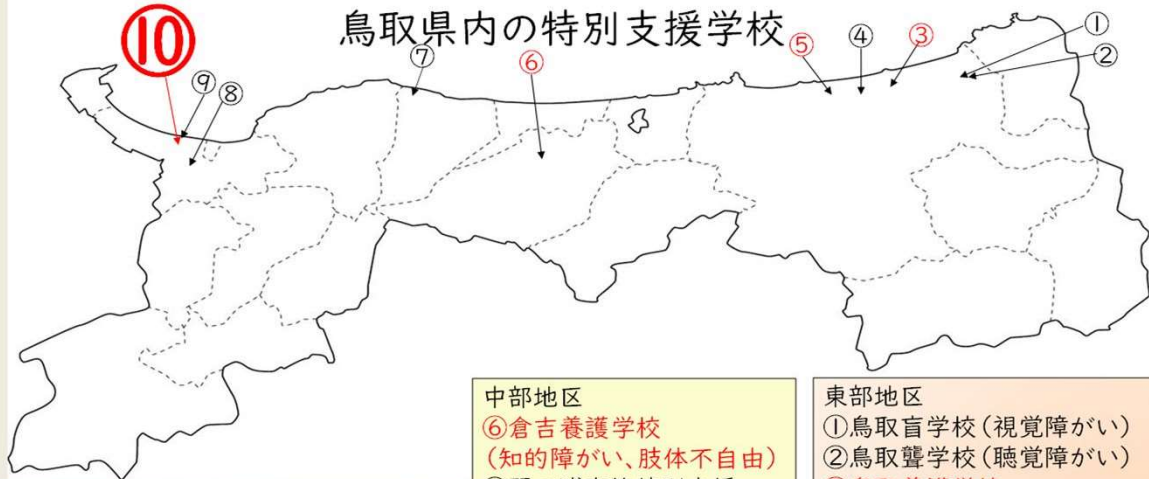 鳥取県内の特別支援学校
⑩
⑨
⑧
⑦
⑥
⑤
④
③
①
②
中部地区
⑥倉吉養護学校
(知的障がい、肢体不自由)
東部地区
①鳥取盲学校(視覚障がい)
②鳥取聾学校(聴覚障がい)